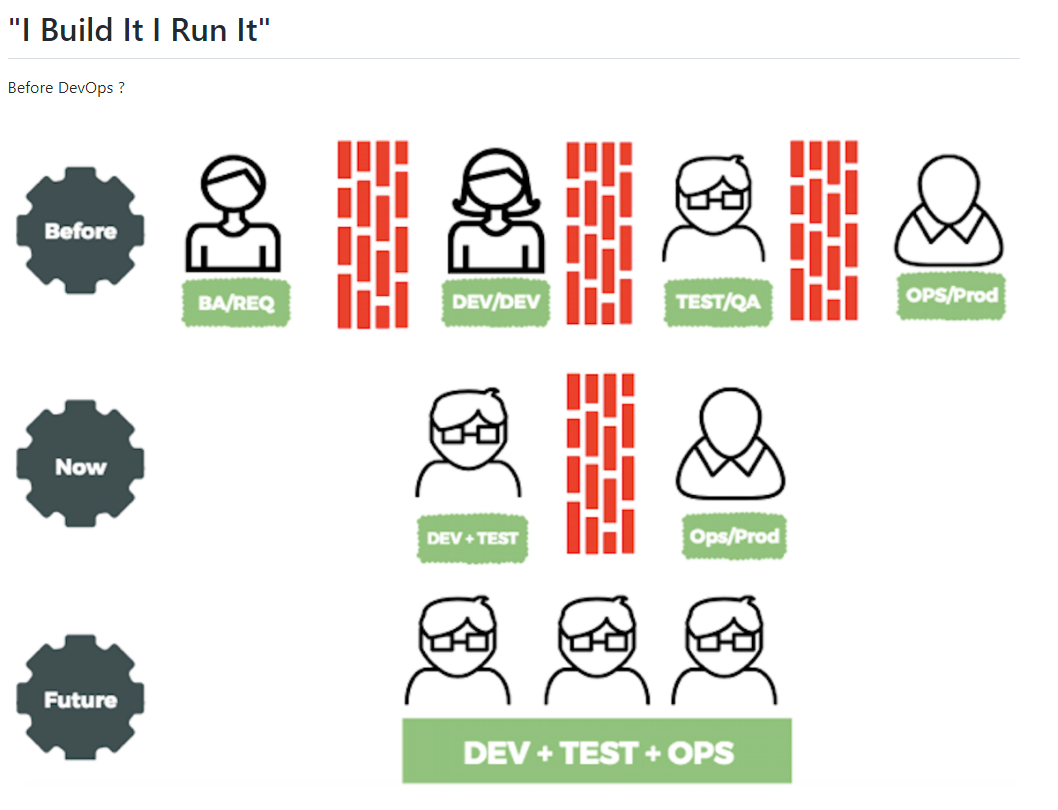 "I Build It I Run It"
Before DevOps ?
Before
BA/REQ
DEV/DEV
TEST/QA
OPS/Prod
Now
DEV + TEST
Ops/Prod
Future
DEV + TEST + OPS